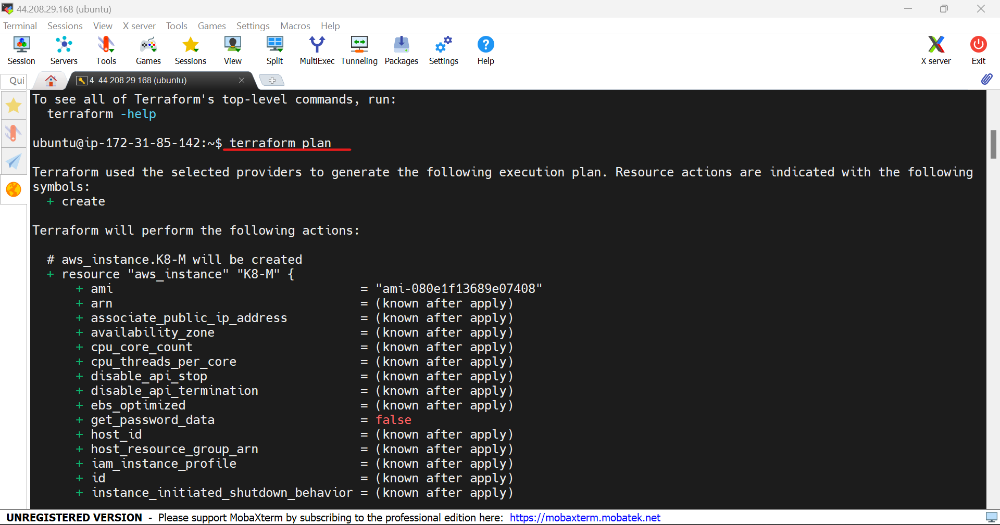 44.208.29.168 (ubuntu)
Terminal Sessions View X server Tools Games Settings Macros Help
Session Servers Tools Games Sessions View Split MultiExec Tunneling Packages Settings Help X server Exit
Qui 4. 44.208.29.168 (ubuntu)
To see all of Terraform's top-level commands, run:
  terraform -help
ubuntu@ip-172-31-85-142:~$ terraform plan
Terraform used the selected providers to generate the following execution plan. Resource actions are indicated with the following
symbols:
  + create
Terraform will perform the following actions:
  # aws_instance.K8-M will be created
  + resource "aws_instance" "K8-M" {
      + ami                                  = "ami-080e1f13689e07408"
      + arn                                  = (known after apply)
      + associate_public_ip_address          = (known after apply)
      + availability_zone                    = (known after apply)
      + cpu_core_count                       = (known after apply)
      + cpu_threads_per_core                 = (known after apply)
      + disable_api_stop                     = (known after apply)
      + disable_api_termination              = (known after apply)
      + ebs_optimized                        = (known after apply)
      + get_password_data                    = false
      + host_id                              = (known after apply)
      + host_resource_group_arn              = (known after apply)
      + iam_instance_profile                 = (known after apply)
      + id                                   = (known after apply)
      + instance_initiated_shutdown_behavior = (known after apply)
UNREGISTERED VERSION - Please support MobaXterm by subscribing to the professional edition here: https://mobaxterm.mobatek.net